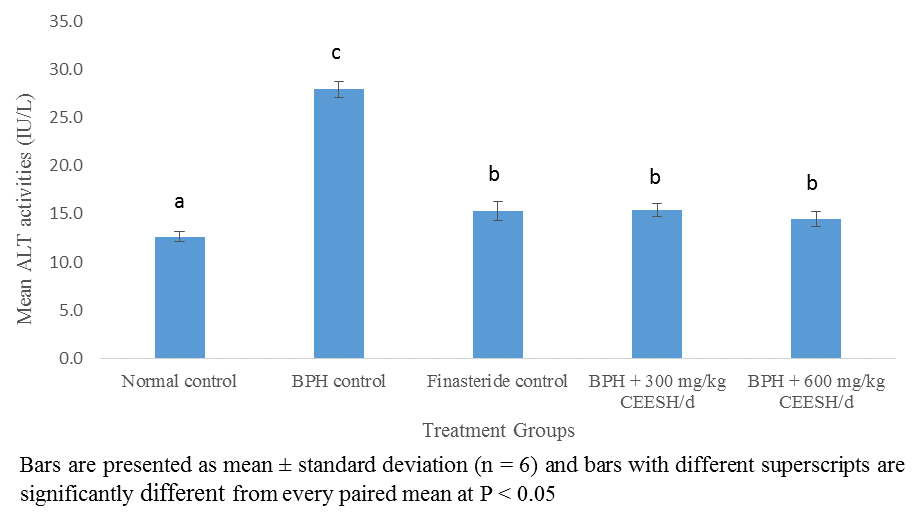 35.0
30.0
25.0
20.0
15.0
10.0
5.0
0.0
Mean ALT activities (IU/L)
a
c
b
b
b
Normal control
BPH control
Finasteride control
BPH + 300 mg/kg
CEESH/d
BPH + 600 mg/kg
CEESH/d
Treatment Groups
Bars are presented as mean ± standard deviation (n = 6) and bars with different superscripts are
significantly different from every paired mean at P < 0.05